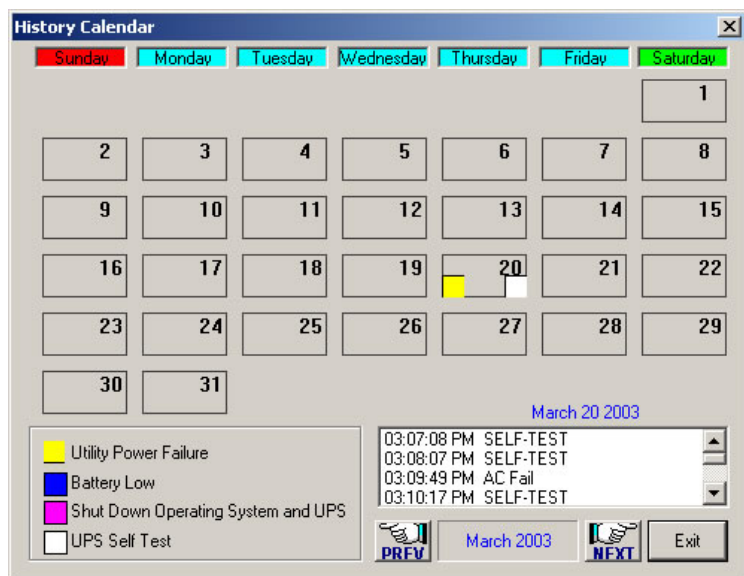 History Calendar
Sunday Monday Tuesday Wednesday Thursday Friday Saturday
1
2 3 4 5 6 7 8
9 10 11 12 13 14 15
16 17 18 19 20 21 22
23 24 25 26 27 28 29
30 31
March 20 2003
Utility Power Failure
Battery Low
Shut Down Operating System and UPS
UPS Self Test
03:07:08 PM SELF-TEST
03:08:07 PM SELF-TEST
03:09:49 PM AC Fail
03:10:17 PM SELF-TEST
PREV March 2003 NEXT Exit